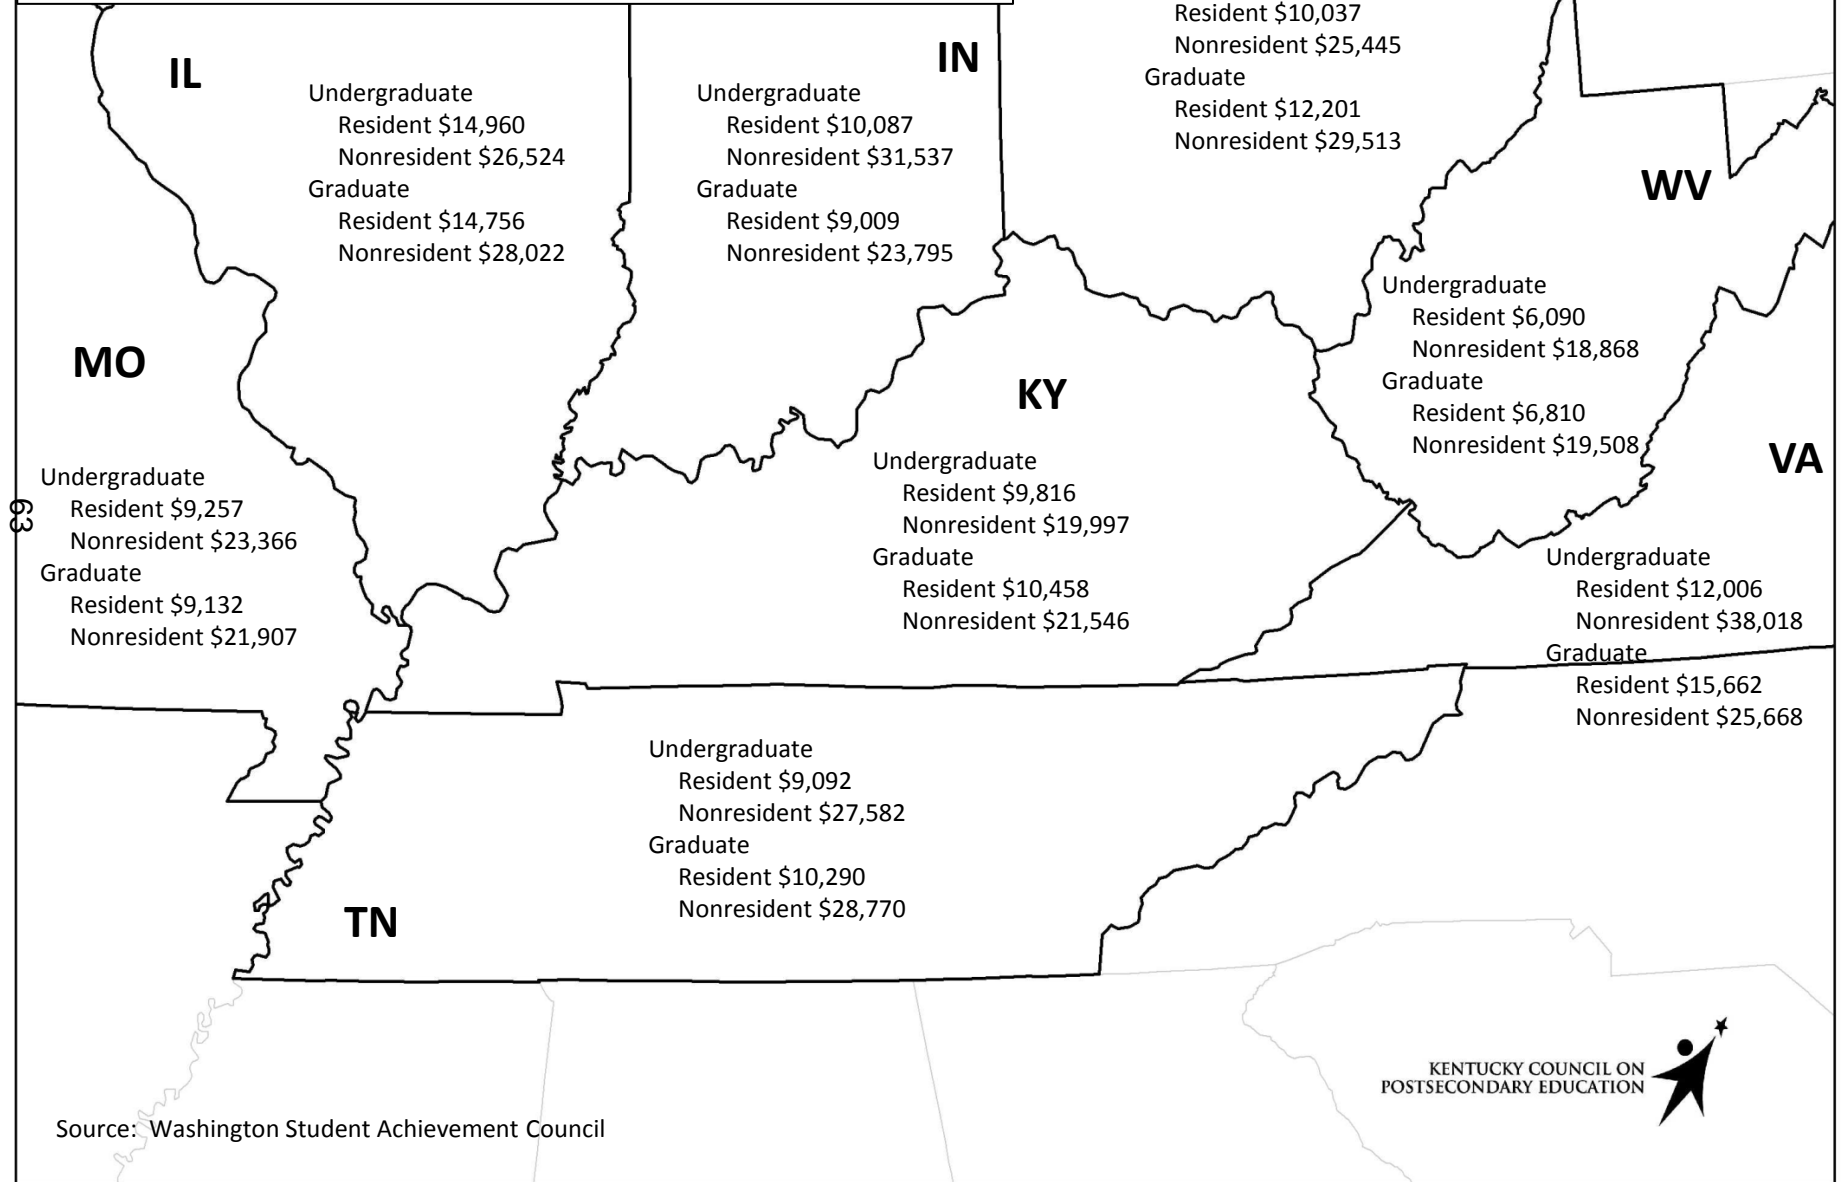 Resident $10,037
Nonresident $25,445
Graduate
Resident $12,201
Nonresident $29,513
IL
Undergraduate
Resident $14,960
Nonresident $26,524
Graduate
Resident $14,756
Nonresident $28,022
IN
Undergraduate
Resident $10,087
Nonresident $31,537
Graduate
Resident $9,009
Nonresident $23,795
WV
Undergraduate
Resident $6,090
Nonresident $18,868
Graduate
Resident $6,810
Nonresident $19,508
MO
Undergraduate
Resident $9,257
Nonresident $23,366
Graduate
Resident $9,132
Nonresident $21,907
63
KY
Undergraduate
Resident $9,816
Nonresident $19,997
Graduate
Resident $10,458
Nonresident $21,546
VA
Undergraduate
Resident $12,006
Nonresident $38,018
Graduate
Resident $15,662
Nonresident $25,668
TN
Undergraduate
Resident $9,092
Nonresident $27,582
Graduate
Resident $10,290
Nonresident $28,770
KENTUCKY COUNCIL ON
POSTSECONDARY EDUCATION
Source: Washington Student Achievement Council